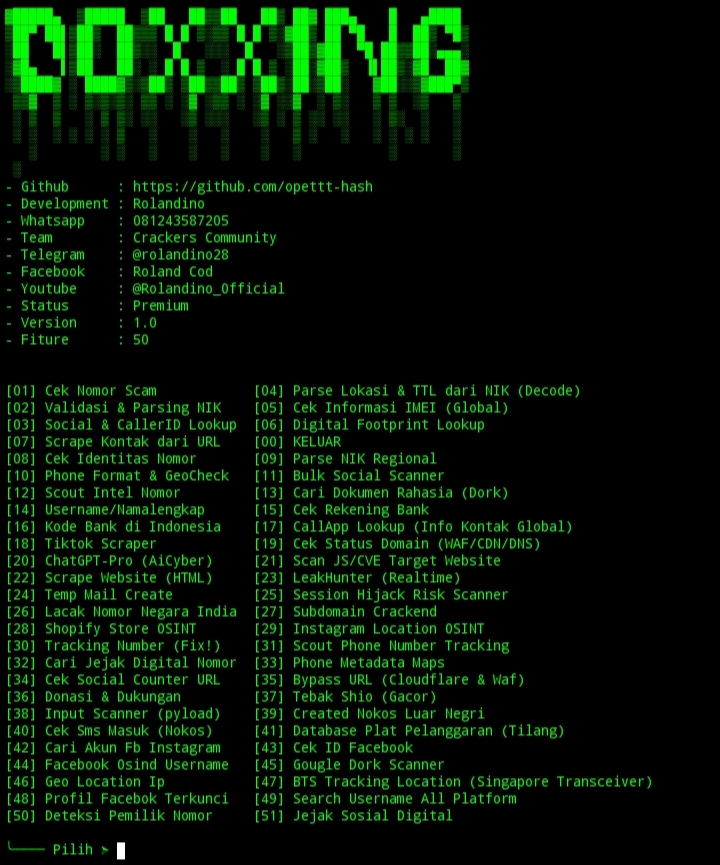 DOXXING
- Github : https://github.com/opettt-hash
- Development : Rolandino
- Whatsapp : 081243587205
- Team : Crackers Community
- Telegram : @rolandino28
- Facebook : Roland Cod
- Youtube : @Rolandino_Official
- Status : Premium
- Version : 1.0
- Fiture : 50
[01] Cek Nomor Scam [04] Parse Lokasi & TTL dari NIK (Decode)
[02] Validasi & Parsing NIK [05] Cek Informasi IMEI (Global)
[03] Social & CallerID Lookup [06] Digital Footprint Lookup
[07] Scrape Kontak dari URL [00] KELUAR
[08] Cek Identitas Nomor [09] Parse NIK Regional
[10] Phone Format & GeoCheck [11] Bulk Social Scanner
[12] Scout Intel Nomor [13] Cari Dokumen Rahasia (Dork)
[14] Username/Namalengkap [15] Cek Rekening Bank
[16] Kode Bank di Indonesia [17] CallApp Lookup (Info Kontak Global)
[18] Tiktok Scraper [19] Cek Status Domain (WAF/CDN/DNS)
[20] ChatGPT-Pro (AiCyber) [21] Scan JS/CVE Target Website
[22] Scrape Website (HTML) [23] LeakHunter (Realtime)
[24] Temp Mail Create [25] Session Hijack Risk Scanner
[26] Lacak Nomor Negara India [27] Subdomain Crackend
[28] Shopify Store OSINT [29] Instagram Location OSINT
[30] Tracking Number (Fix!) [31] Scout Phone Number Tracking
[32] Cari Jejak Digital Nomor [33] Phone Metadata Maps
[34] Cek Social Counter URL [35] Bypass URL (Cloudflare & Waf)
[36] Donasi & Dukungan [37] Tebak Shio (Gacor)
[38] Input Scanner (pyload) [39] Created Nokos Luar Negri
[40] Cek Sms Masuk (Nokos) [41] Database Plat Pelanggaran (Tilang)
[42] Cari Akun Fb Instagram [43] Cek ID Facebook
[44] Facebook Osind Username [45] Gougle Dork Scanner
[46] Geo Location Ip [47] BTS Tracking Location (Singapore Transceiver)
[48] Profil Facebok Terkunci [49] Search Username All Platform
[50] Deteksi Pemilik Nomor [51] Jejak Sosial Digital
╰──── Pilih ➤